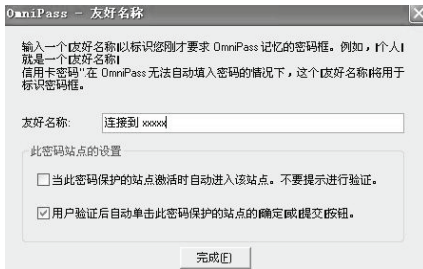 OmniPass - 友好名称
输入一个友好名称以标识您刚才要求 OmniPass 记忆的密码框。例如，个人
就是一个友好名称
信用卡密码".在 OmniPass 无法自动填入密码的情况下，这个友好名称将用于
标识密码框。
友好名称: 连接到 xxxxx
此密码站点的设置
当此密码保护的站点激活时自动进入该站点。不要提示进行验证。
用户验证后自动单击此密码保护的站点的确定或提交按钮。
完成(F)